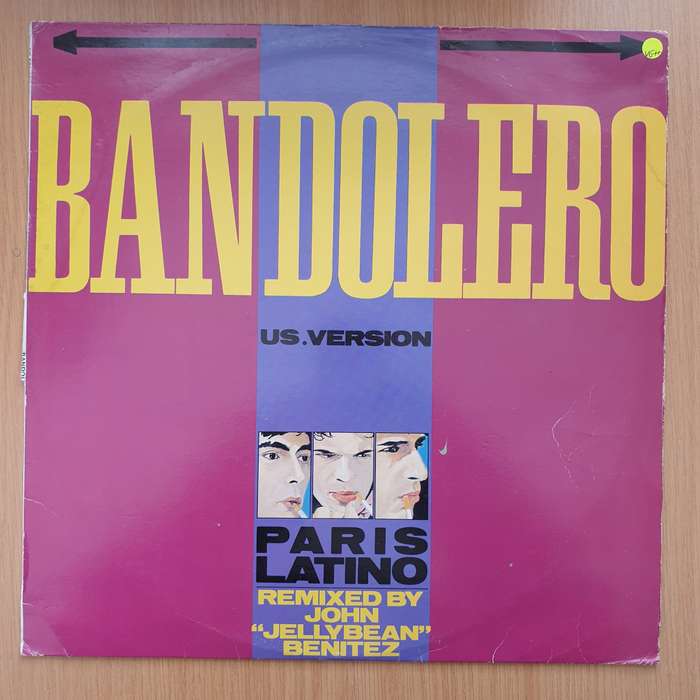 BANDOLERO
US.VERSION
PARIS
LATINO
REMIXED BY
JOHN
"JELLYBEAN"
BENITEZ